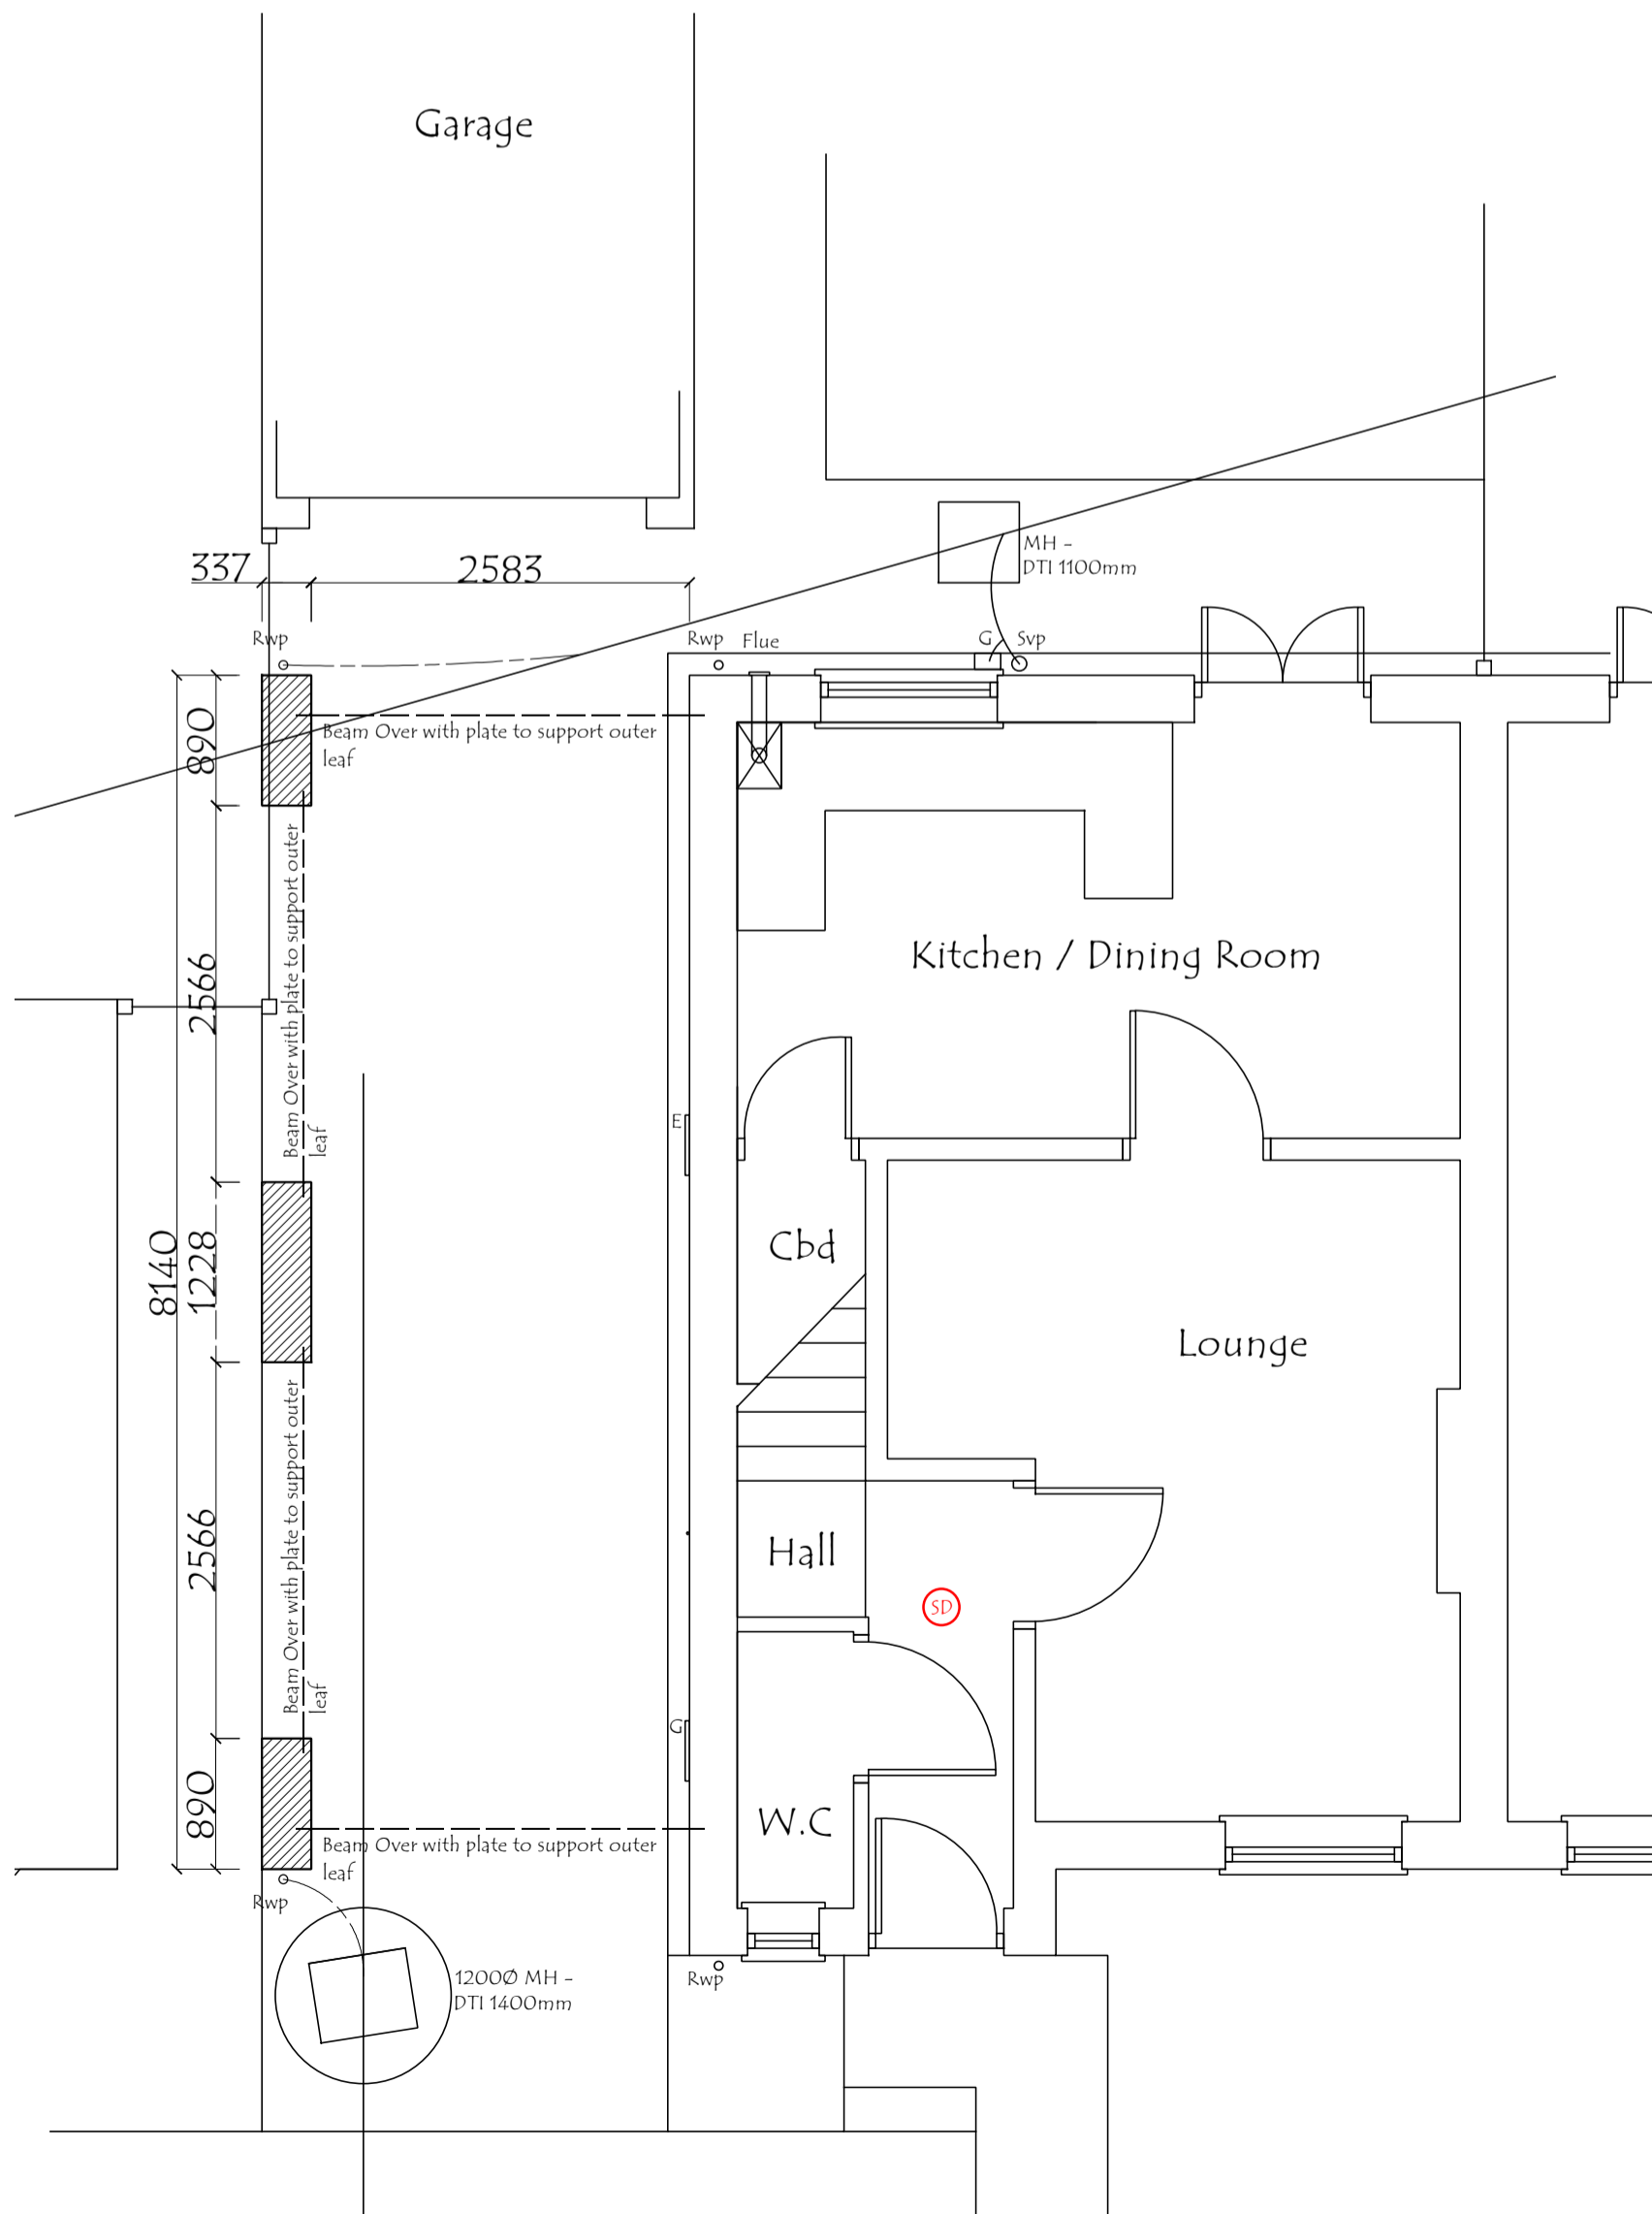 Garage
337
2583
MH -
DTI 1100mm
Rwp
Rwp
Flue
G
Svp
890
Beam Over with plate to support outer
leaf
2566
Beam Over with plate to support outer
leaf
Kitchen / Dining Room
E
8140
1228
Cbd
Lounge
2566
Beam Over with plate to support outer
leaf
Hall
SD
G
890
W.C
Beam Over with plate to support outer
leaf
Rwp
Rwp
1200Ø MH -
DTI 1400mm